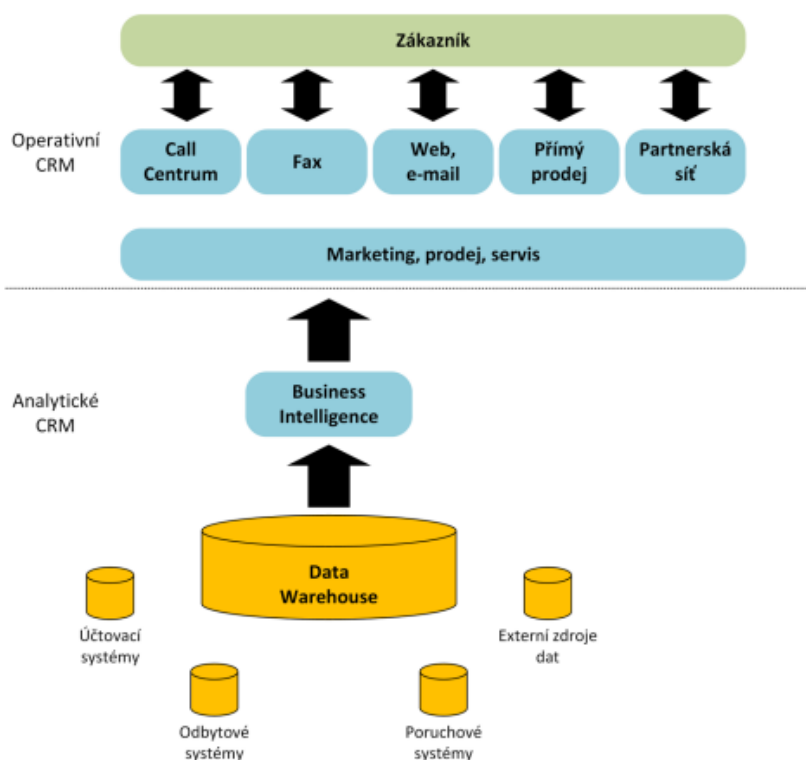 Zákazník
Operativní
CRM
Call
Centrum
Fax
Web,
e-mail
Přímý
prodej
Partnerská
síť
Marketing, prodej, servis
Analytické
CRM
Business
Intelligence
Data
Warehouse
Účtovací
systémy
Externí zdroje
dat
Odbytové
systémy
Poruchové
systémy